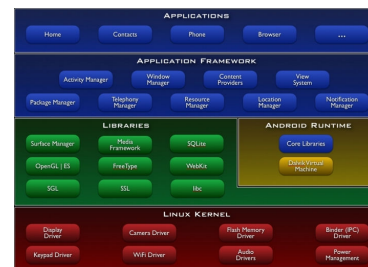 APPLICATIONS
Home
Contacts
Phone
Browser
...
APPLICATION FRAMEWORK
Activity Manager
Window
Manager
Content
Providers
View
System
Package Manager
Telephony
Manager
Resource
Manager
Location
Manager
Notification
Manager
LIBRARIES
Surface Manager
Media
Framework
SQLite
OpenGL | ES
FreeType
WebKit
SGL
SSL
libc
ANDROID RUNTIME
Core Libraries
Dalvik Virtual
Machine
LINUX KERNEL
Display
Driver
Camera Driver
Flash Memory
Driver
Binder (IPC)
Driver
Keypad Driver
WiFi Driver
Audio
Drivers
Power
Management